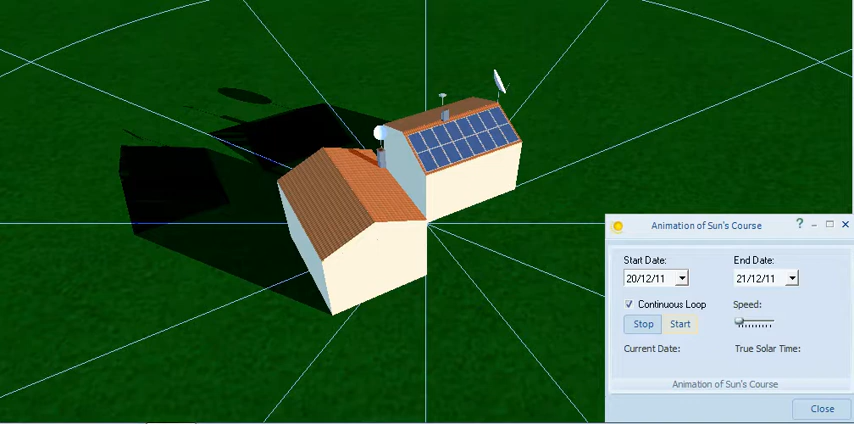 Animation of Sun's Course
Start Date: End Date:
20/12/11 21/12/11
Continuous Loop Speed:
Stop Start
Current Date: True Solar Time:
Animation of Sun's Course
Close